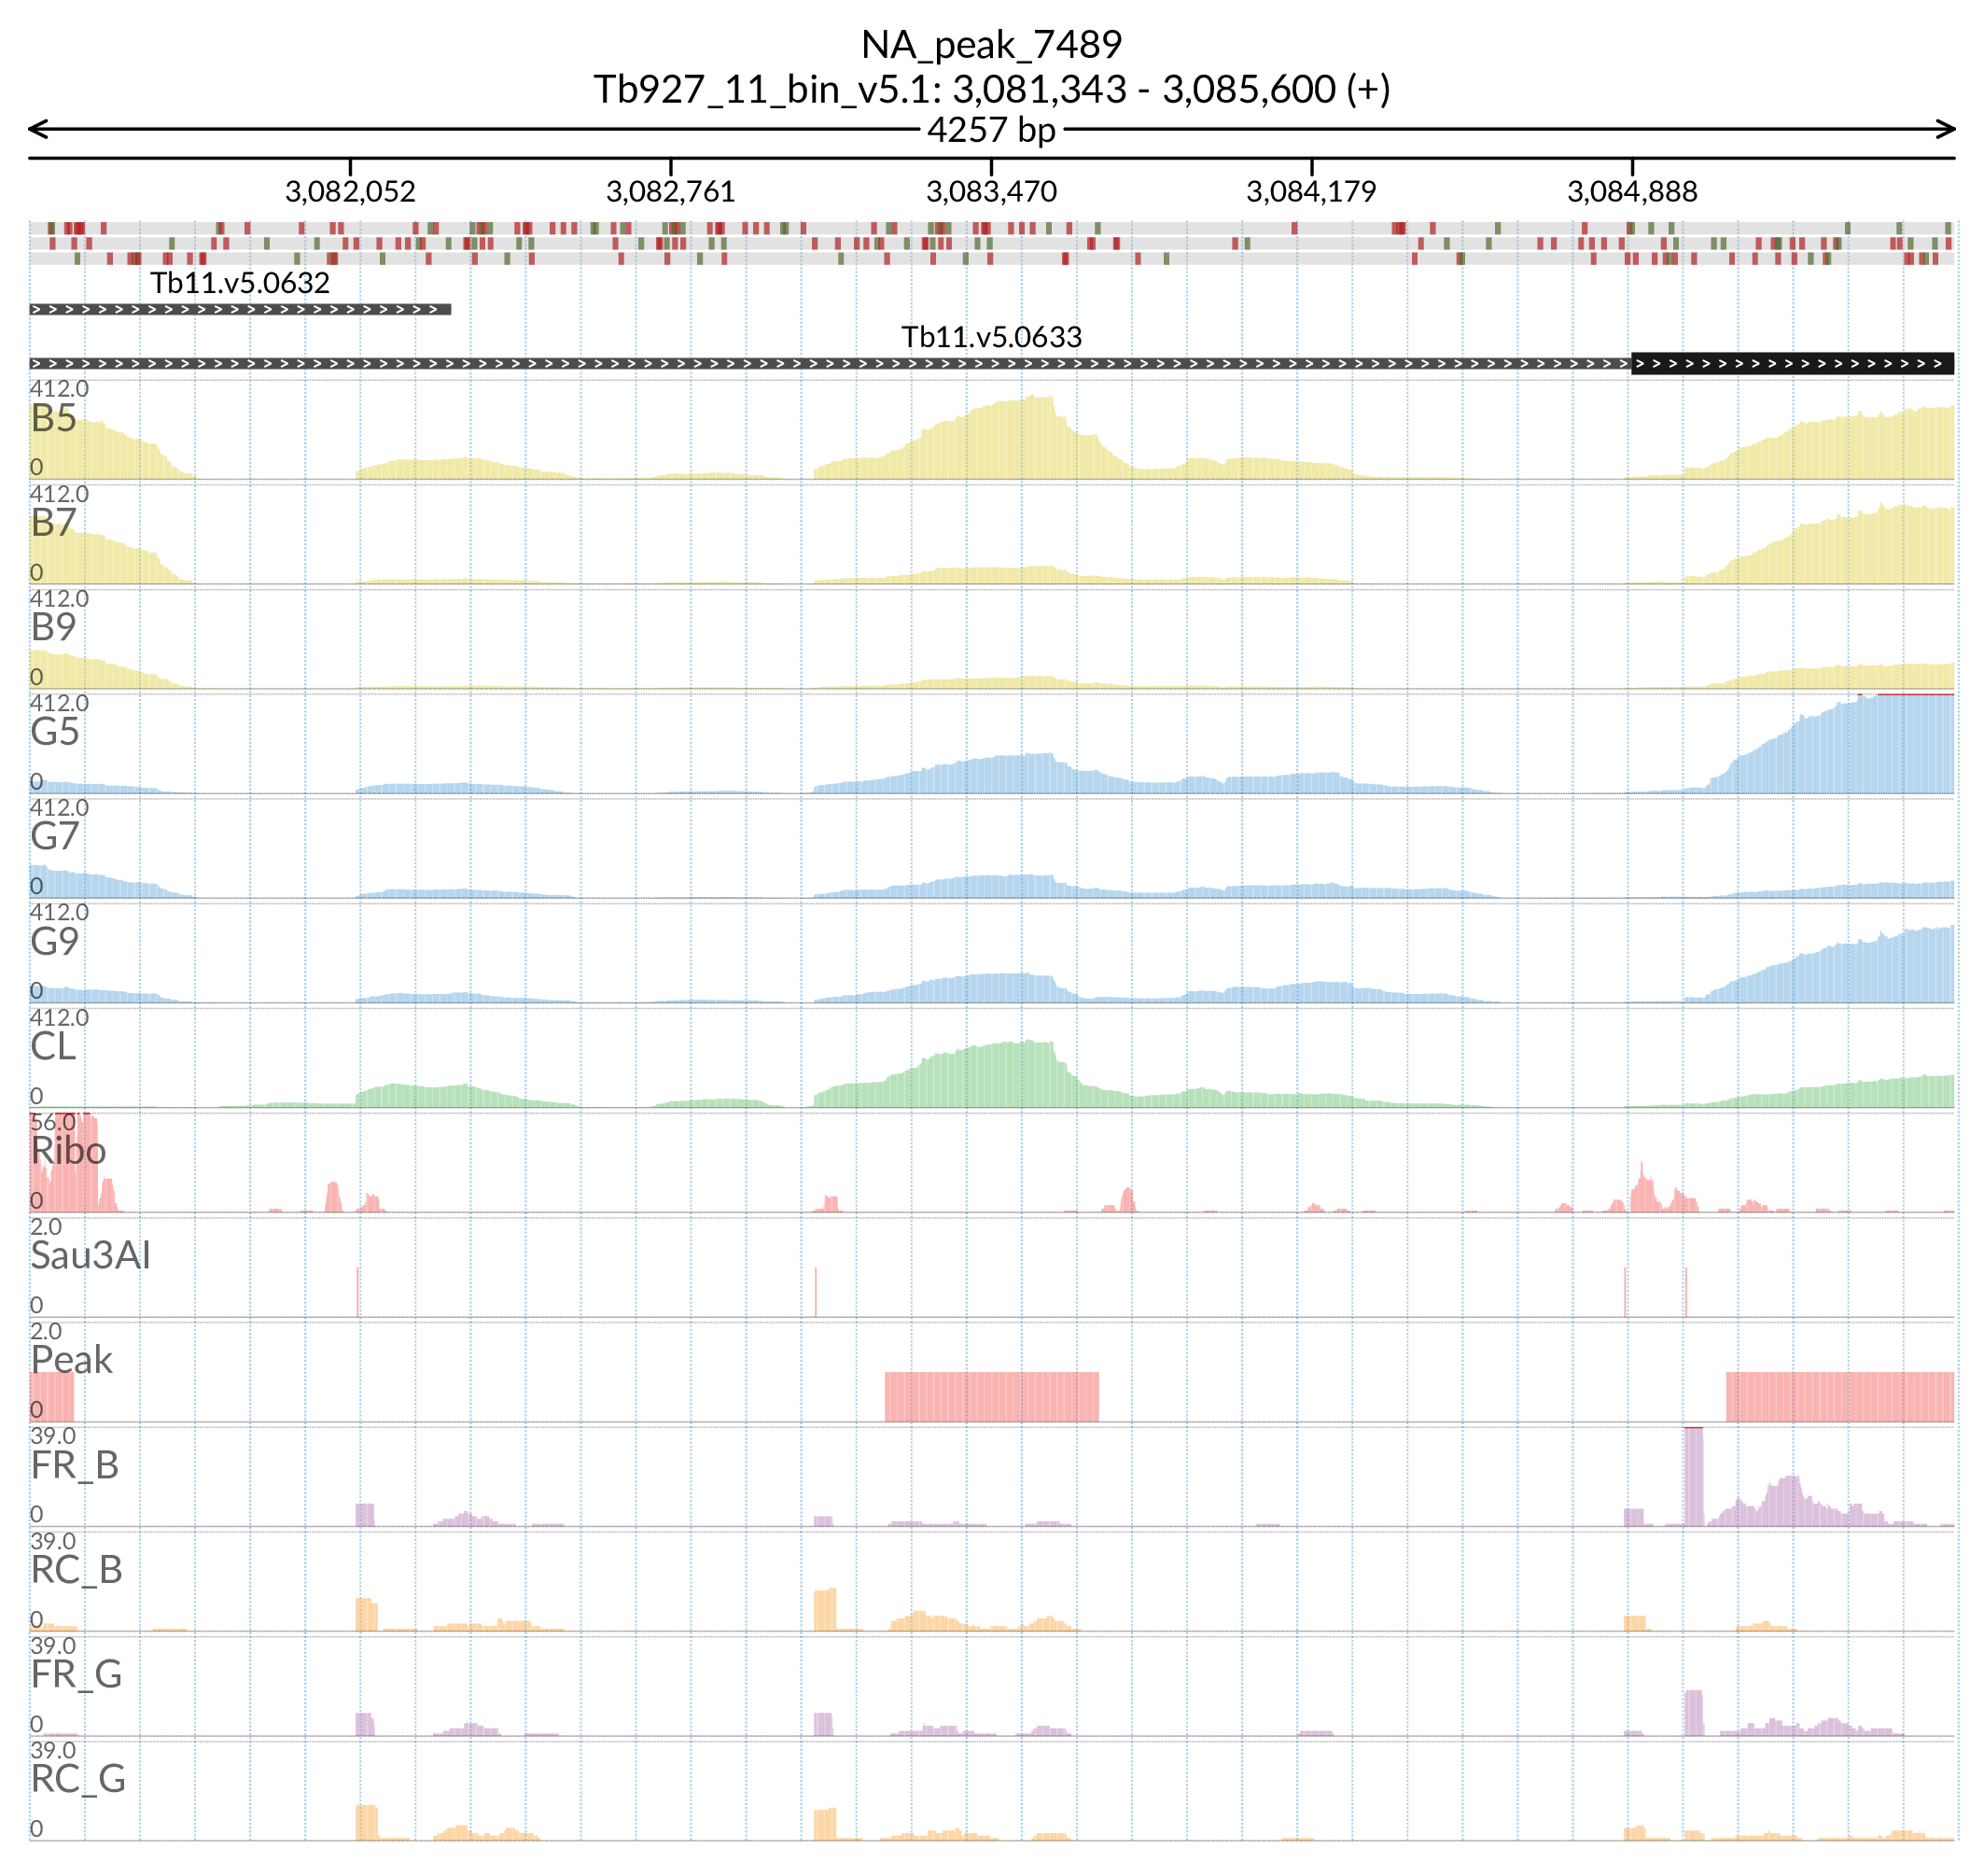 NA_peak_7489
Tb927_11_bin_v5.1: 3,081,343 - 3,085,600 (+)
4257 bp
3,082,052 3,082,761 3,083,470 3,084,179 3,084,888
Tb11.v5.0632
Tb11.v5.0633
412.0
B5
0
412.0
B7
0
412.0
B9
0
412.0
G5
0
412.0
G7
0
412.0
G9
0
412.0
CL
0
56.0
Ribo
0
2.0
Sau3AI
0
2.0
Peak
0
39.0
FR_B
0
39.0
RC_B
0
39.0
FR_G
0
39.0
RC_G
0